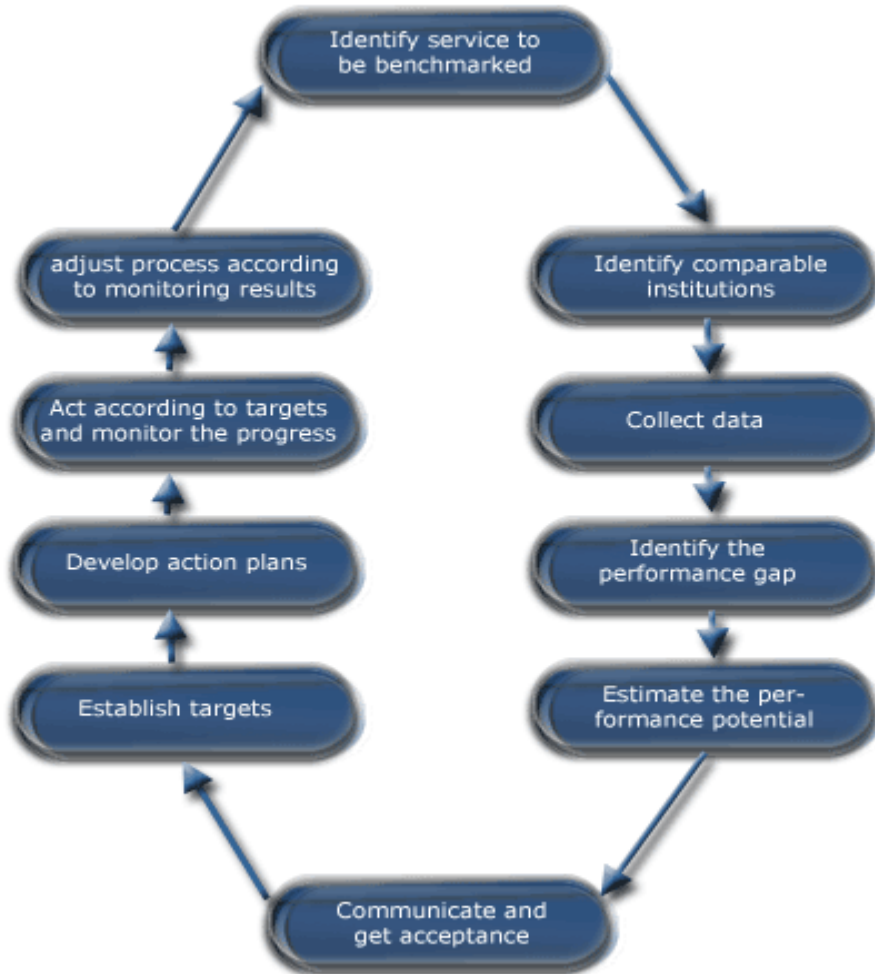 Identify service to
be benchmarked
Identify comparable
institutions
Collect data
Identify the
performance gap
Estimate the per-
formance potential
Communicate and
get acceptance
Establish targets
Develop action plans
Act according to targets
and monitor the progress
adjust process according
to monitoring results